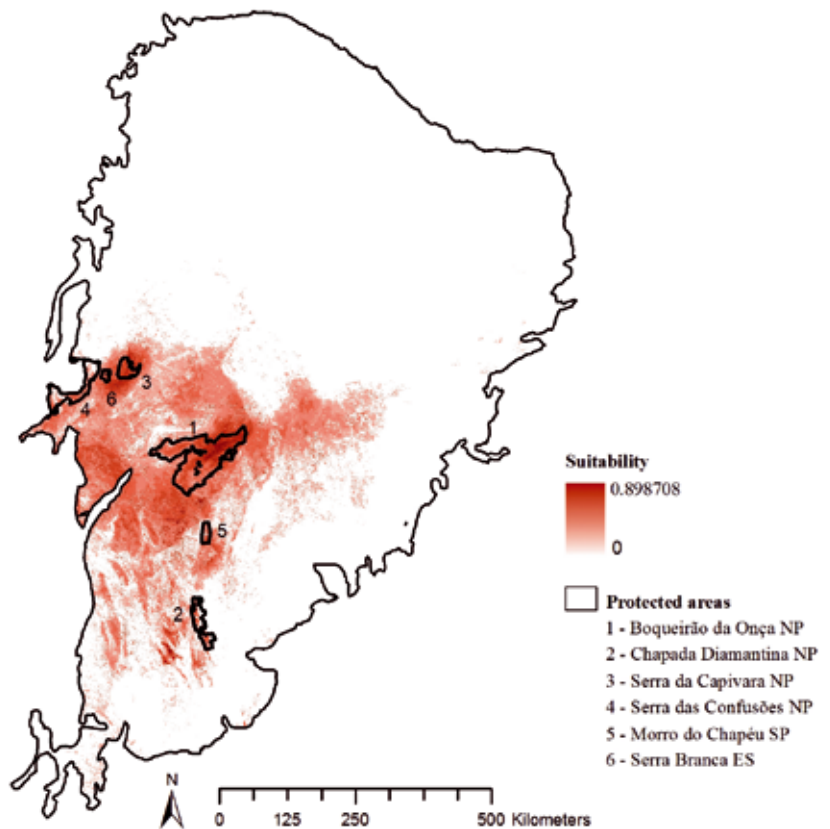 3
6
4
1
5
2
Suitability
0.898708
0
Protected areas
1 - Boqueirão da Onça NP
2 - Chapada Diamantina NP
3 - Serra da Capivara NP
4 - Serra das Confusões NP
5 - Morro do Chapéu SP
6 - Serra Branca ES
N
0 125 250 500 Kilometers